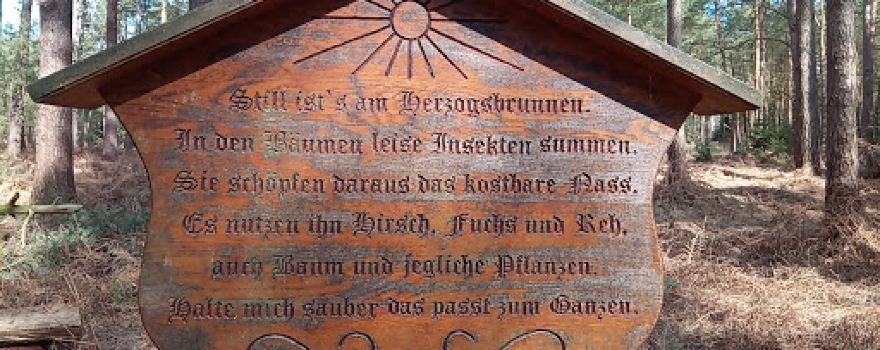 Still ist's am Herzogsbrunnen.
In den Bäumen leise Insekten summen.
Sie schöpfen daraus das kostbare Nass.
Es nutzen ihn Hirsch, Fuchs und Reh,
auch Baum und jegliche Pflanzen.
Halte mich sauber das passt zum Ganzen.